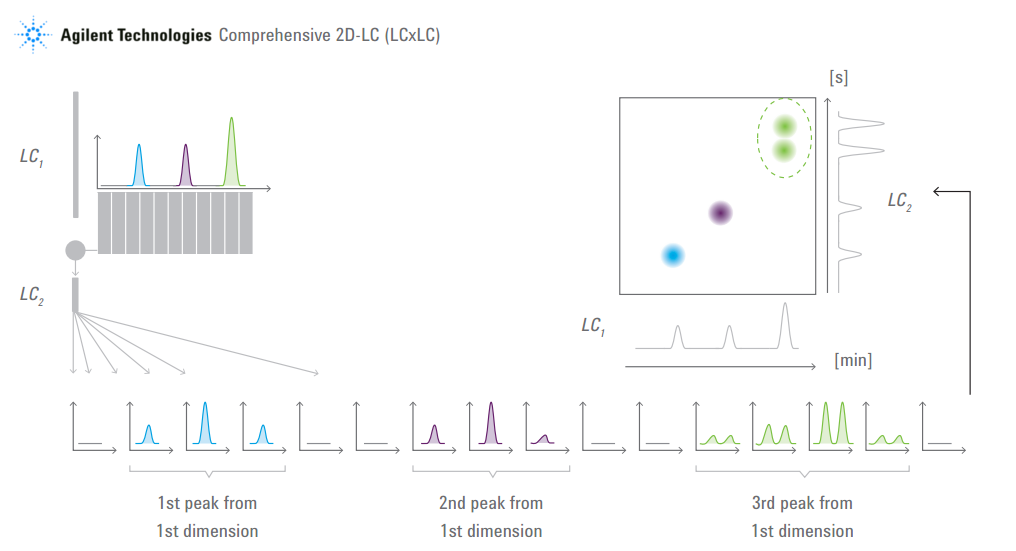 Agilent Technologies Comprehensive 2D-LC (LCxLC)
[s]
LC1
LC2
LC2
LC1
[min]
1st peak from
1st dimension
2nd peak from
1st dimension
3rd peak from
1st dimension